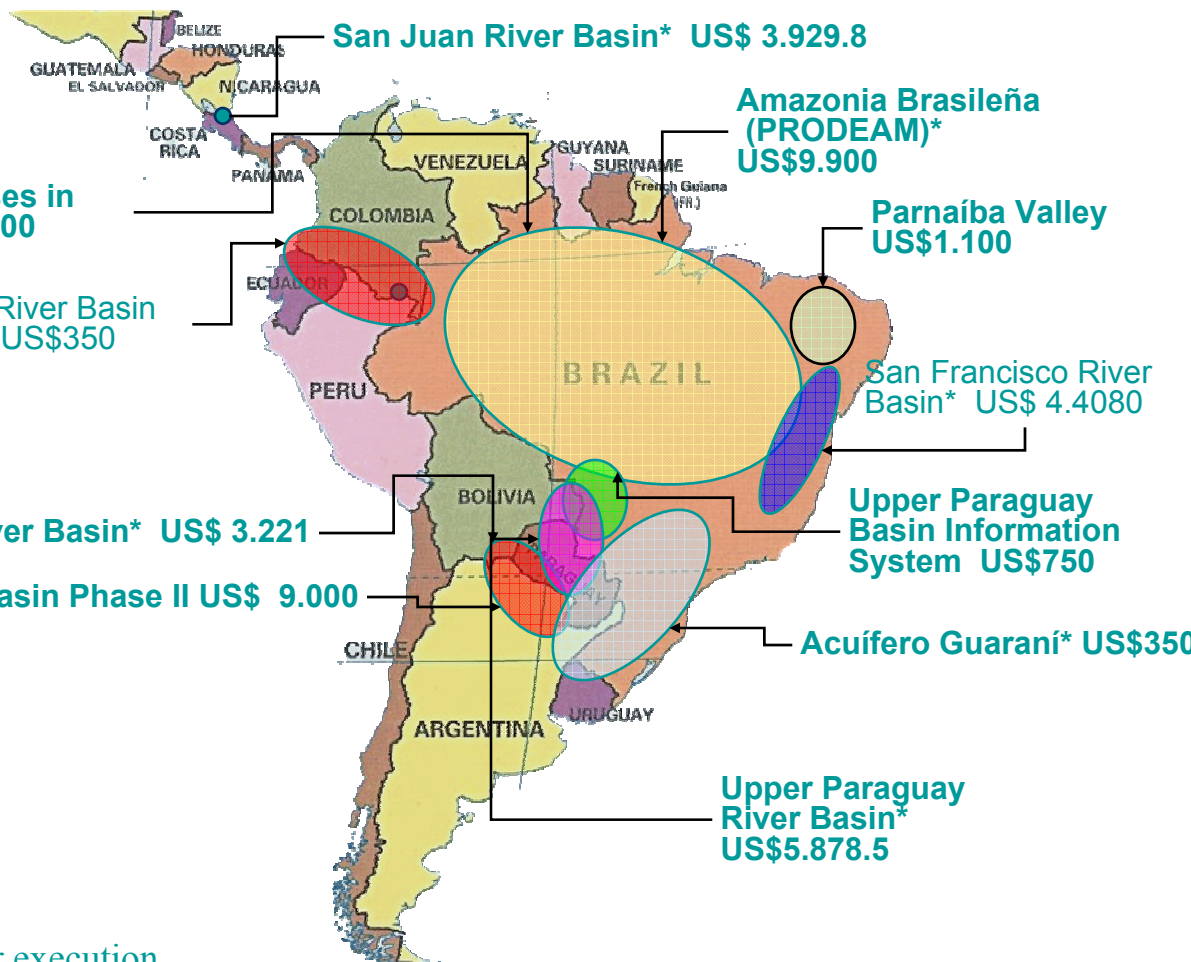 BELIZE
HONDURAS
GUATEMALA
EL SALVADOR
NICARAGUA
COSTA
RICA
PANAMA
San Juan River Basin* US$ 3.929.8
Amazonia Brasileña
(PRODEAM)*
US$9.900
VENEZUELA
GUYANA
SURINAME
French Guiana
(FR.)
ses in
00
COLOMBIA
Parnaíba Valley
US$1.100
ECUADOR
River Basin
US$350
BRAZIL
PERU
San Francisco River
Basin* US$ 4.4080
BOLIVIA
ver Basin* US$ 3.221
Upper Paraguay
Basin Information
System US$750
PARAGUAY
asin Phase II US$ 9.000
CHILE
Acuífero Guaraní* US$350
URUGUAY
ARGENTINA
Upper Paraguay
River Basin*
US$5.878.5
r execution